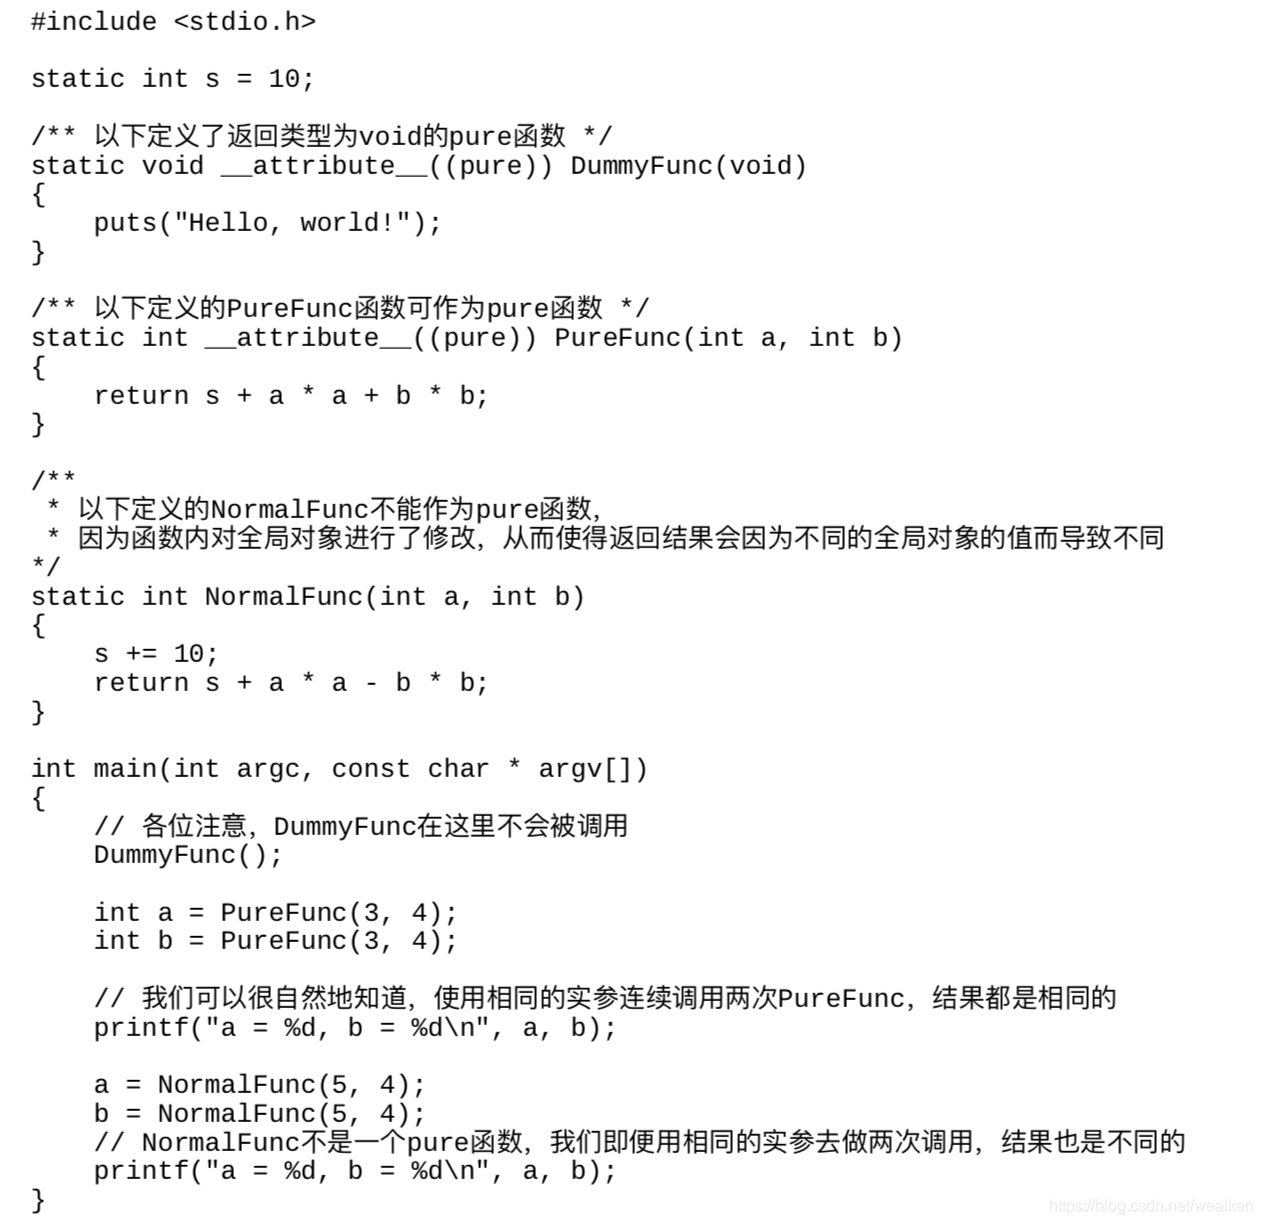 #include <stdio.h>
static int s = 10;
/** 以下定义了返回类型为void的pure函数 */
static void __attribute__((pure)) DummyFunc(void)
{
    puts("Hello, world!");
}
/** 以下定义的PureFunc函数可作为pure函数 */
static int __attribute__((pure)) PureFunc(int a, int b)
{
    return s + a * a + b * b;
}
/**
 * 以下定义的NormalFunc不能作为pure函数，
 * 因为函数内对全局对象进行了修改，从而使得返回结果会因为不同的全局对象的值而导致不同
*/
static int NormalFunc(int a, int b)
{
    s += 10;
    return s + a * a - b * b;
}
int main(int argc, const char * argv[])
{
    // 各位注意，DummyFunc在这里不会被调用
    DummyFunc();
    int a = PureFunc(3, 4);
    int b = PureFunc(3, 4);
    // 我们可以很自然地知道，使用相同的实参连续调用两次PureFunc，结果都是相同的
    printf("a = %d, b = %d\n", a, b);
    a = NormalFunc(5, 4);
    b = NormalFunc(5, 4);
    // NormalFunc不是一个pure函数，我们即便用相同的实参去做两次调用，结果也是不同的
    printf("a = %d, b = %d\n", a, b);
}
https://blog.csdn.net/weaiken